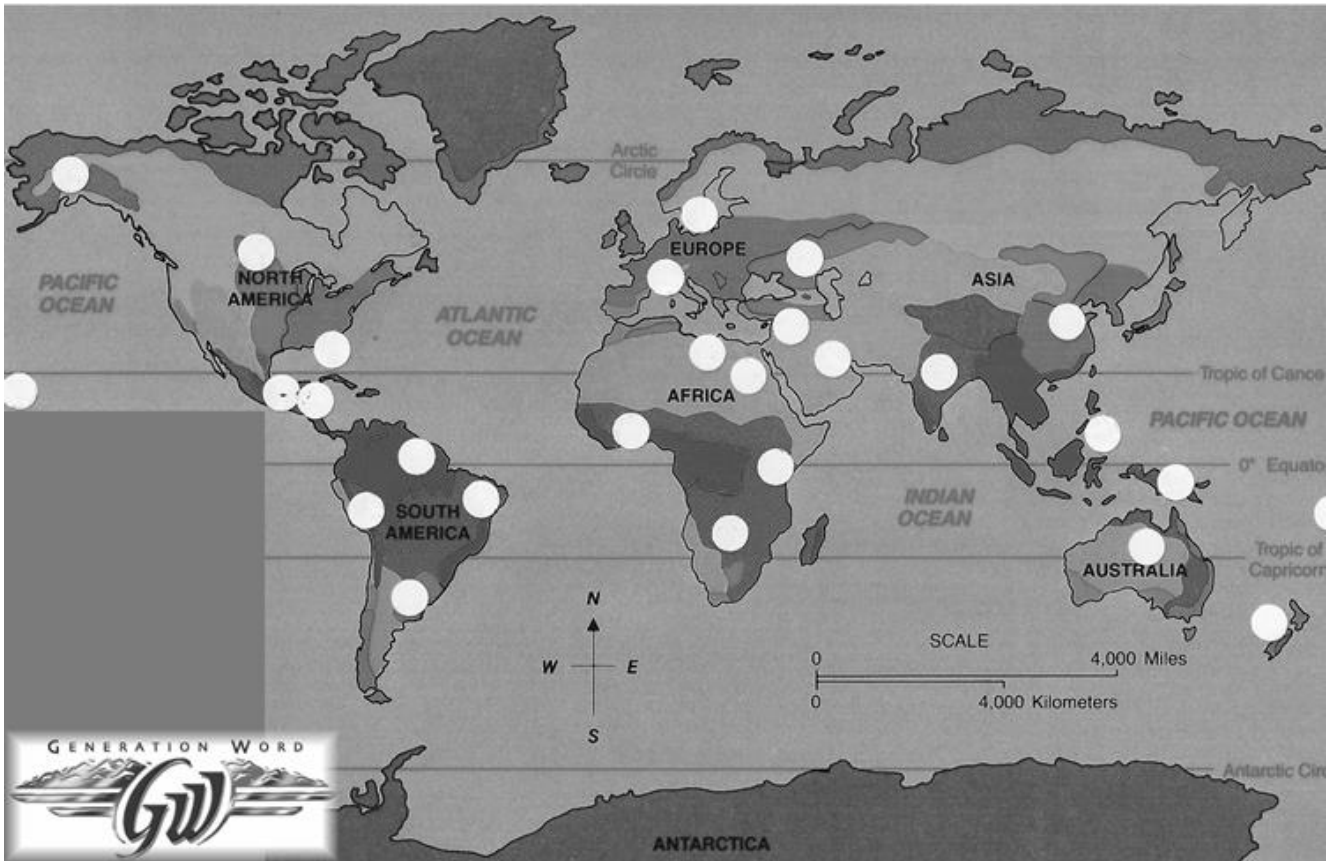 Arctic
Circle
EUROPE
NORTH
AMERICA
ASIA
PACIFIC
OCEAN
ATLANTIC
OCEAN
Tropic of Cance
AFRICA
PACIFIC OCEAN
0° Equato
INDIAN
OCEAN
SOUTH
AMERICA
Tropic of
Capricorn
AUSTRALIA
N
W
E
S
SCALE
0
4,000 Miles
0
4,000 Kilometers
GENERATION WORD
GW
Antarctic Circ
ANTARCTICA